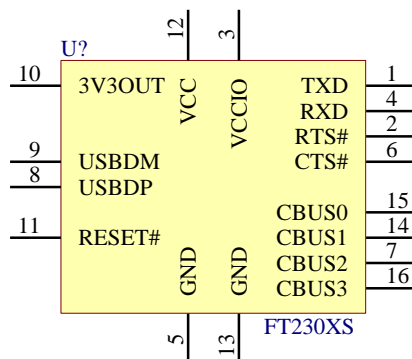 12 3
U?
10 3V3OUT VCC VCCIO TXD 1
RXD 4
RTS# 2
9 USBDM CTS# 6
8 USBDP
CBUS0 15
11 RESET# CBUS1 14
GND GND CBUS2 7
CBUS3 16
5 13 FT230XS